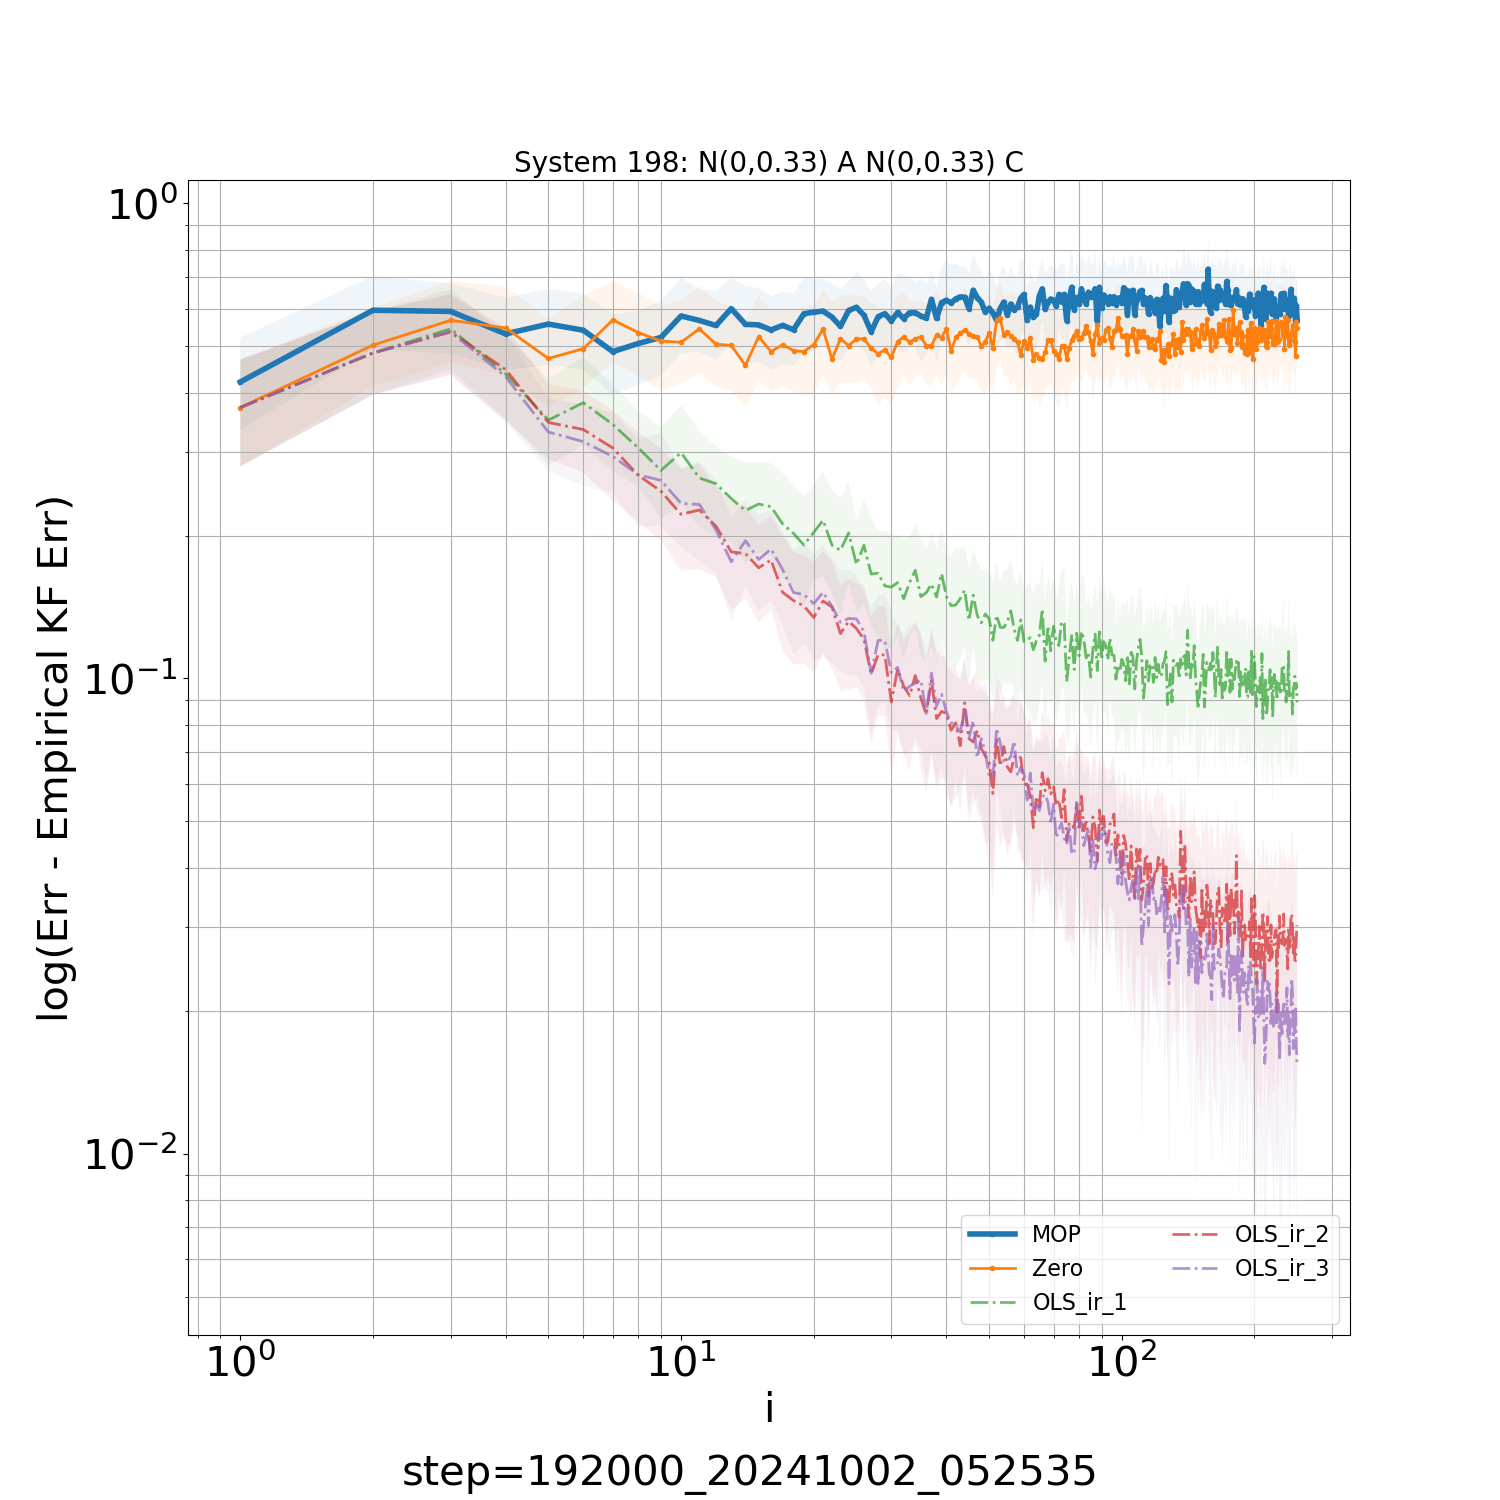 System 198: N(0,0.33) A N(0,0.33) C
log(Err - Empirical KF Err)
10⁰
10⁻¹
10⁻²
10⁰ 10¹ 10²
i
MOP
Zero
OLS_ir_1
OLS_ir_2
OLS_ir_3
step=192000_20241002_052535